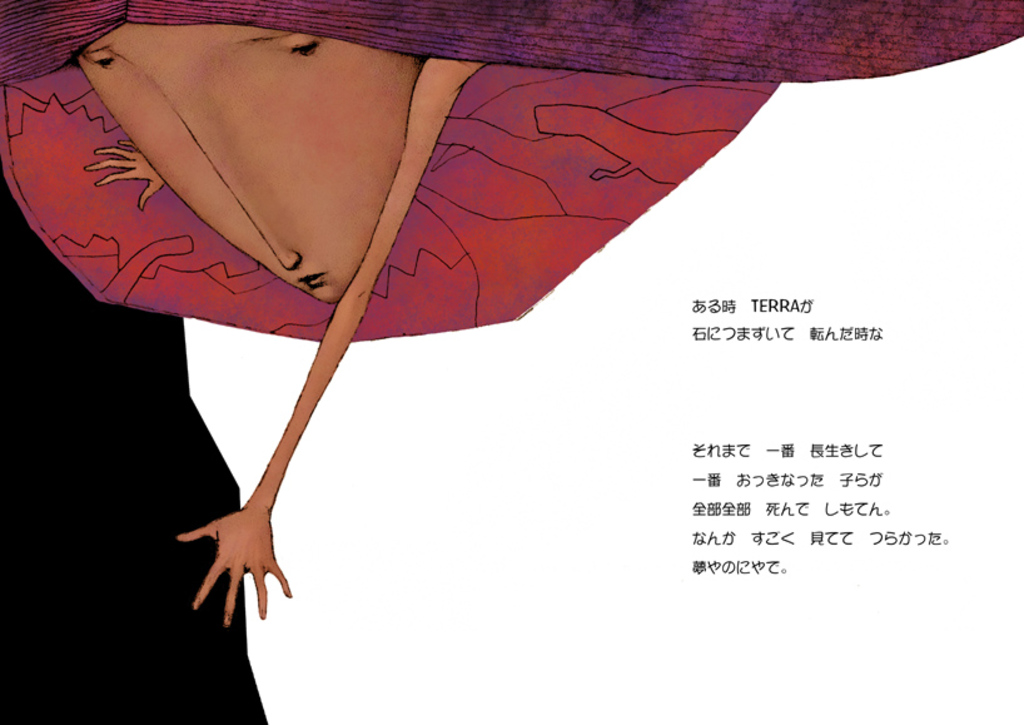 ある時　TERRAが
石につまずいて　転んだ時な
それまで　一番　長生きして
一番　おっきなった　子らが
全部全部　死んで　しもてん。
なんか　すごく　見てて　つらかった。
夢やのにやで。